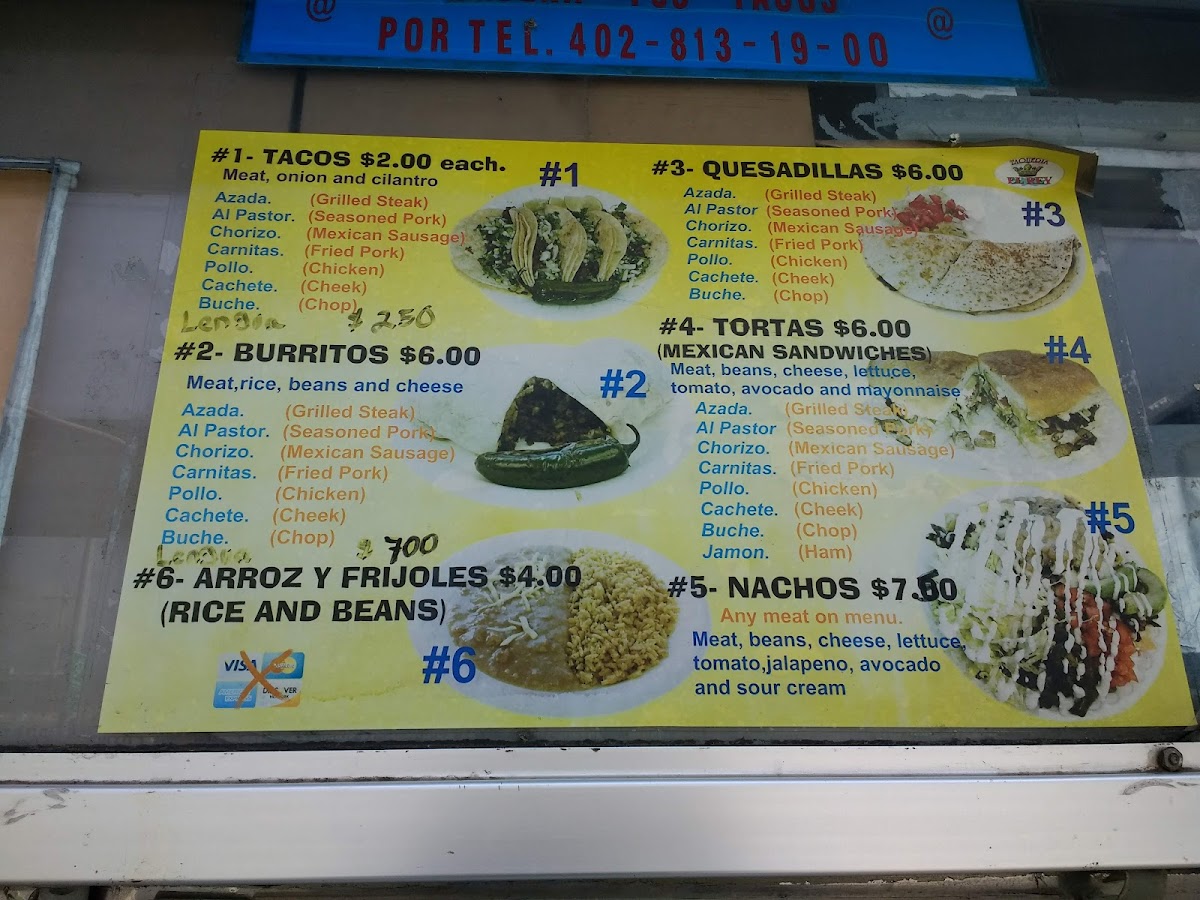 TACOS
@ @
POR TEL. 402-813-19-00
#1- TACOS $2.00 each.
Meat, onion and cilantro
#1
Azada. (Grilled Steak)
Al Pastor. (Seasoned Pork)
Chorizo. (Mexican Sausage)
Carnitas. (Fried Pork)
Pollo. (Chicken)
Cachete. (Cheek)
Buche. (Chop)
Lengua $ 250
#2- BURRITOS $6.00
Meat,rice, beans and cheese
#2
Azada. (Grilled Steak)
Al Pastor. (Seasoned Pork)
Chorizo. (Mexican Sausage)
Carnitas. (Fried Pork)
Pollo. (Chicken)
Cachete. (Cheek)
Buche. (Chop)
Lengua $ 700
#6- ARROZ Y FRIJOLES $4.00
(RICE AND BEANS)
#6
VISA
DISCOVER
#3- QUESADILLAS $6.00
TAQUERIA
EL REY
#3
Azada. (Grilled Steak)
Al Pastor (Seasoned Pork)
Chorizo. (Mexican Sausage)
Carnitas. (Fried Pork)
Pollo. (Chicken)
Cachete. (Cheek)
Buche. (Chop)
#4- TORTAS $6.00
(MEXICAN SANDWICHES)
#4
Meat, beans, cheese, lettuce,
tomato, avocado and mayonnaise
Azada. (Grilled Steak)
Al Pastor (Seasoned Pork)
Chorizo. (Mexican Sausage)
Carnitas. (Fried Pork)
Pollo. (Chicken)
Cachete. (Cheek)
Buche. (Chop)
Jamon. (Ham)
#5
#5- NACHOS $7.50
Any meat on menu.
Meat, beans, cheese, lettuce,
tomato,jalapeno, avocado
and sour cream